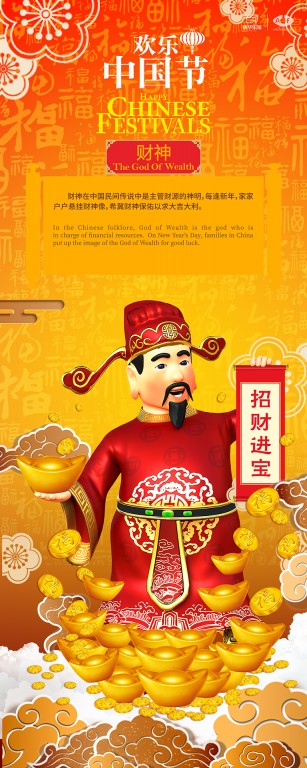 欢乐
中国节
HAPPY
CHINESE
FESTIVALS
财神
The God Of Wealth
财神在中国民间传说中是主管财源的神明，每逢新年，家家
户户悬挂财神像，希冀财神保佑以求大吉大利。
In the Chinese folklore, God of Wealth is the god who is
in charge of financial resources. On New Year's Day, families in China
put up the image of the God of Wealth for good luck.
招财进宝